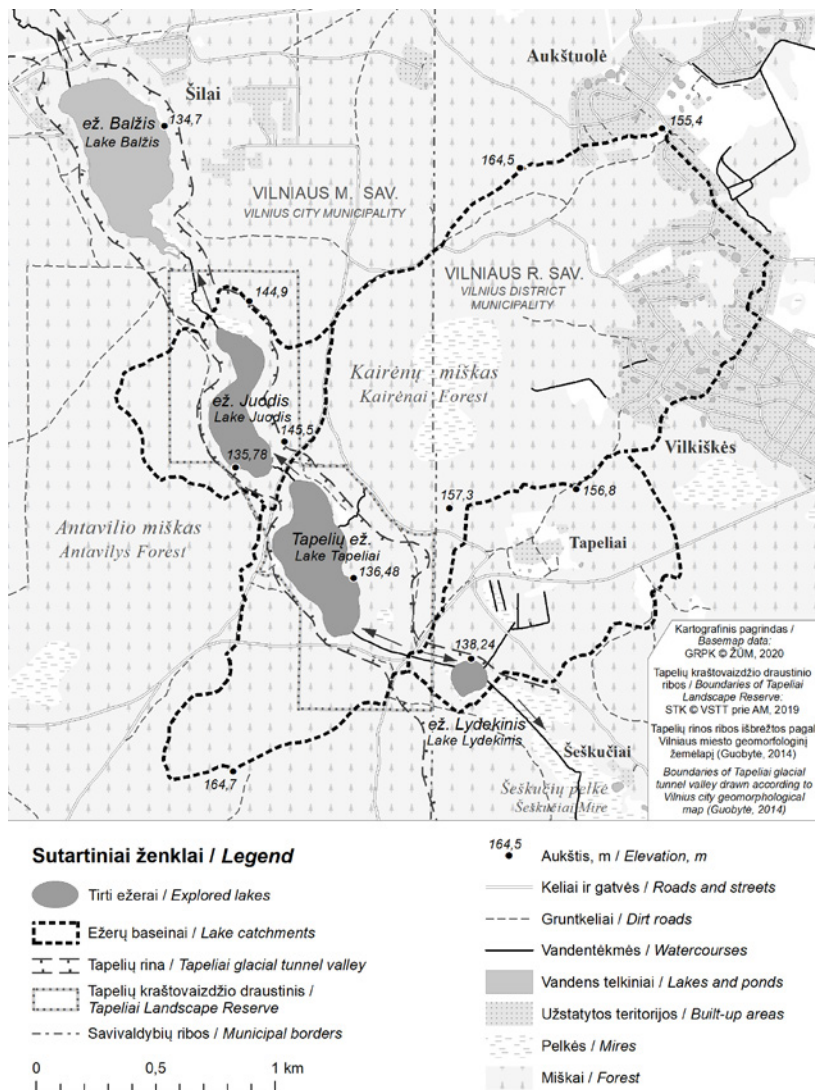 Aukštuolė
Šilai
ež. Balžis
Lake Balžis
134,7
155,4
164,5
VILNIAUS M. SAV.
VILNIUS CITY MUNICIPALITY
VILNIAUS R. SAV.
VILNIUS DISTRICT
MUNICIPALITY
144,9
Kairėnų miškas
Kairėnai Forest
ež. Juodis
Lake Juodis
145,5
135,78
Vilkiškės
156,8
157,3
Antavilio miškas
Antavilys Forest
Tapelių ež.
Lake Tapeliai
136,48
Tapeliai
138,24
ež. Lydekinis
Lake Lydekinis
Šeškučiai
Šeškučių pelkė
Šeškučiai Mire
164,7
Kartografinis pagrindas /
Basemap data:
GRPK © ŽŪM, 2020
Tapelių kraštovaizdžio draustinio
ribos / Boundaries of Tapeliai
Landscape Reserve:
STK © VSTT prie AM, 2019
Tapelių rinos ribos išbrėžtos pagal
Vilniaus miesto geomorfologinį
žemėlapį (Guobytė, 2014)
Boundaries of Tapeliai glacial
tunnel valley drawn according to
Vilnius city geomorphological
map (Guobytė, 2014)
Sutartiniai ženklai / Legend
Tirti ežerai / Explored lakes
Ežerų baseinai / Lake catchments
Tapelių rina / Tapeliai glacial tunnel valley
Tapelių kraštovaizdžio draustinis /
Tapeliai Landscape Reserve
Savivaldybių ribos / Municipal borders
0 0,5 1 km
164,5
Aukštis, m / Elevation, m
Keliai ir gatvės / Roads and streets
Gruntkeliai / Dirt roads
Vandentėkmės / Watercourses
Vandens telkiniai / Lakes and ponds
Užstatytos teritorijos / Built-up areas
Pelkės / Mires
Miškai / Forest